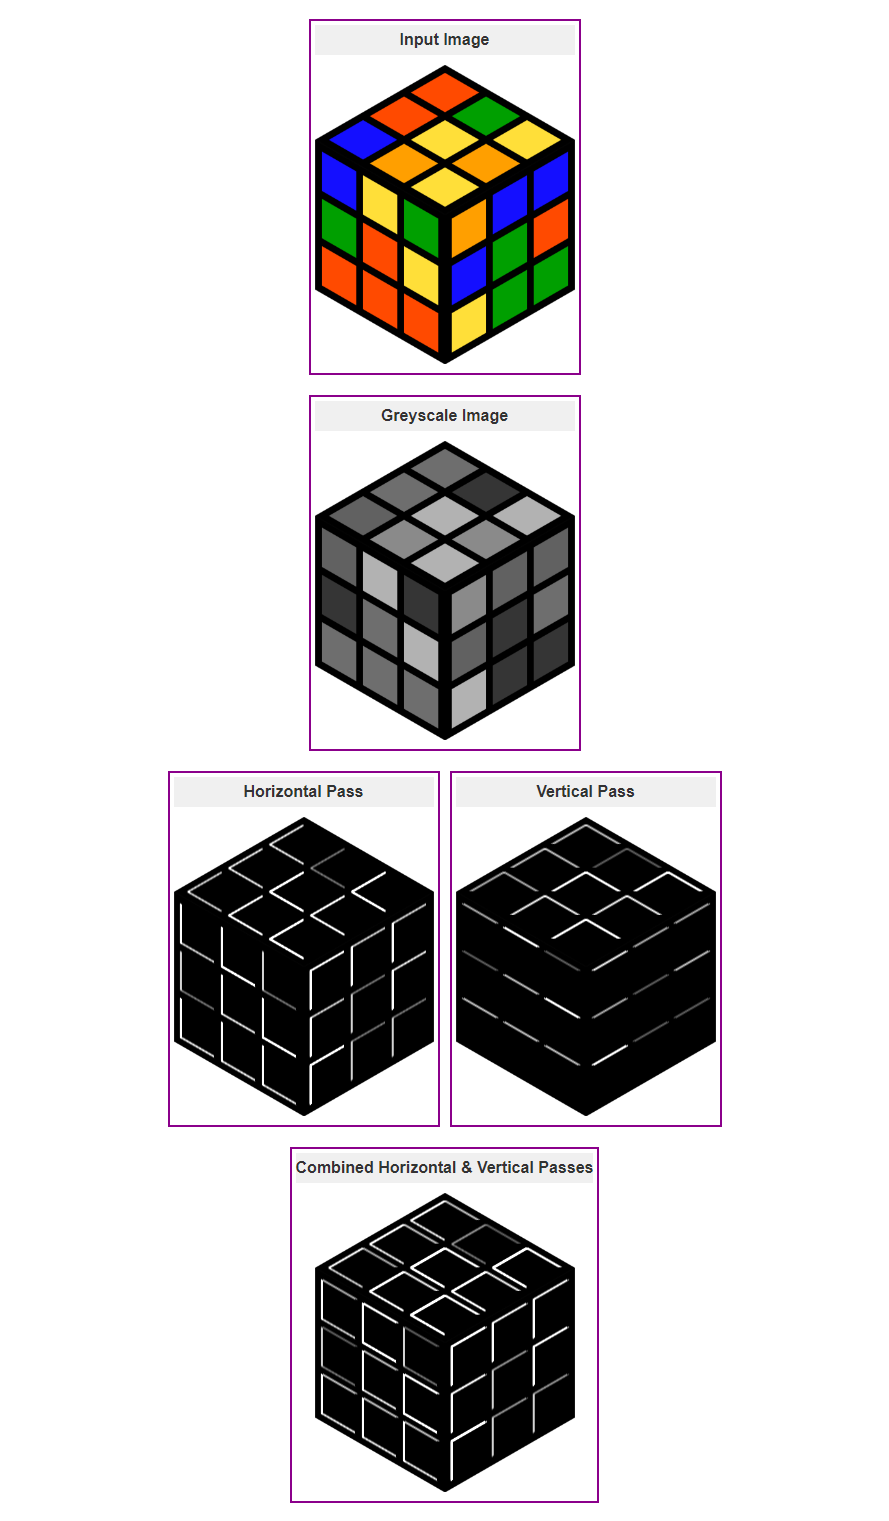 Input Image
Greyscale Image
Horizontal Pass
Vertical Pass
Combined Horizontal & Vertical Passes